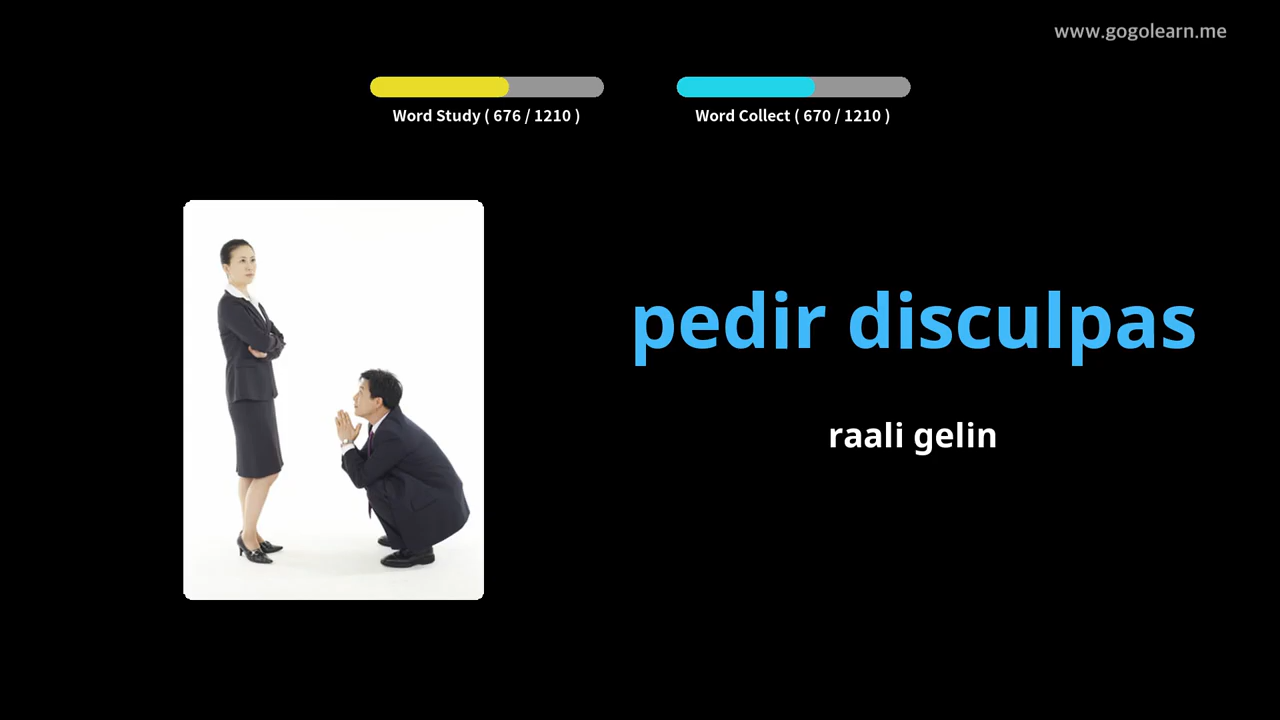 www.gogolearn.me
Word Study ( 676 / 1210 )
Word Collect ( 670 / 1210 )
pedir disculpas
raali gelin